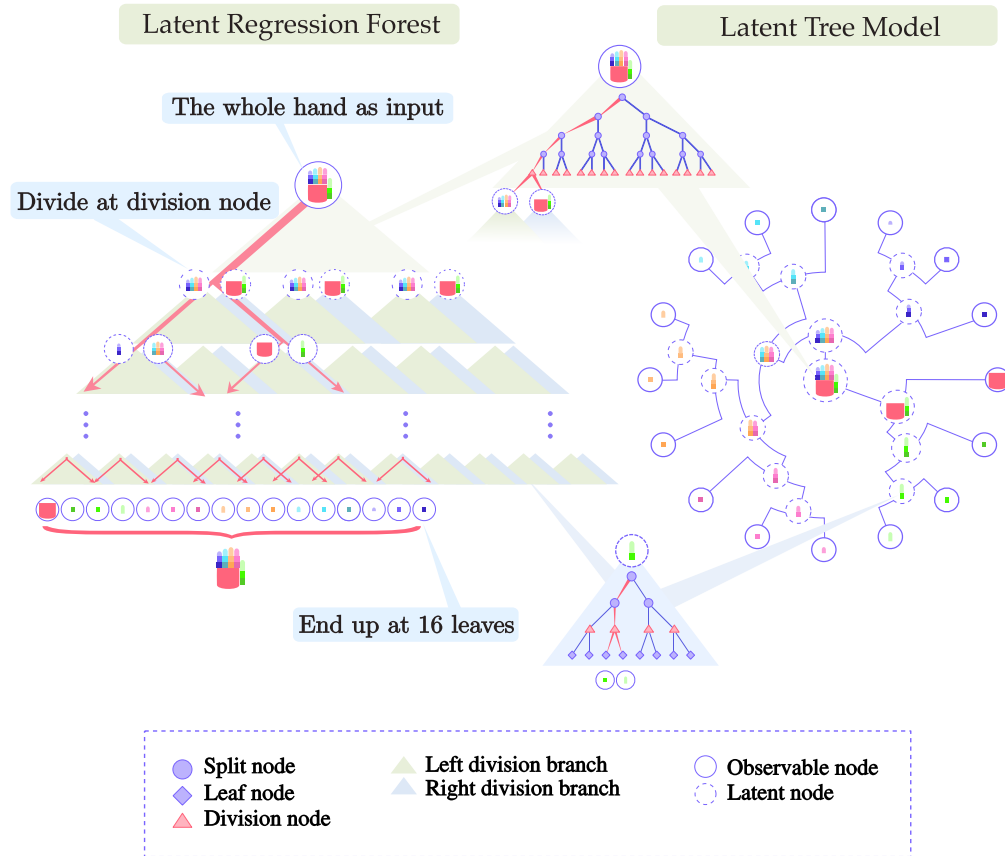 Latent Regression Forest
Latent Tree Model
The whole hand as input
Divide at division node
End up at 16 leaves
Split node
Leaf node
Division node
Left division branch
Right division branch
Observable node
Latent node